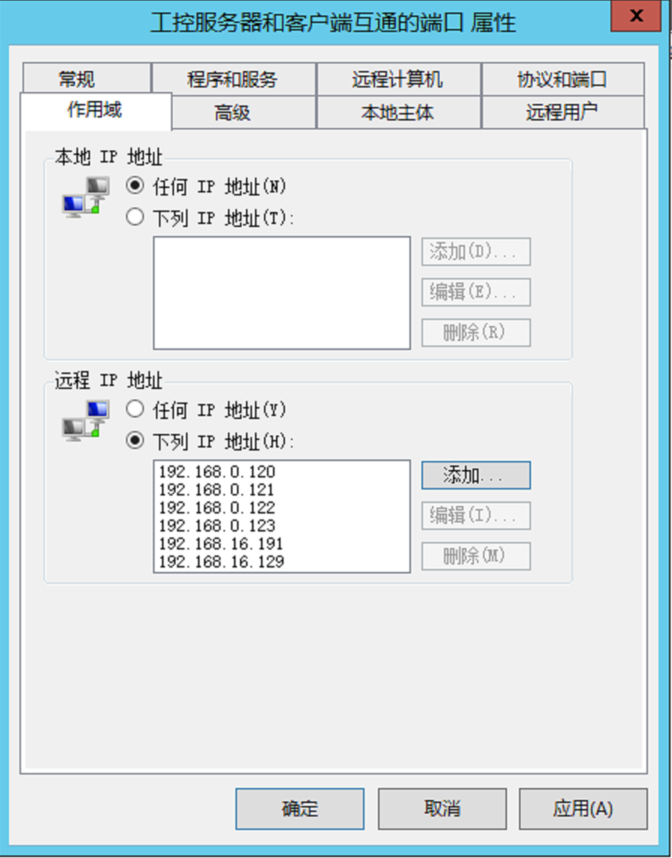 工控服务器和客户端互通的端口 属性
x
常规 程序和服务 远程计算机 协议和端口
作用域 高级 本地主体 远程用户
本地 IP 地址
任何 IP 地址(N)
下列 IP 地址(T):
添加(D)...
编辑(E)...
删除(R)
远程 IP 地址
任何 IP 地址(Y)
下列 IP 地址(H):
192.168.0.120
192.168.0.121
192.168.0.122
192.168.0.123
192.168.16.191
192.168.16.129
添加...
编辑(I)...
删除(M)
确定 取消 应用(A)